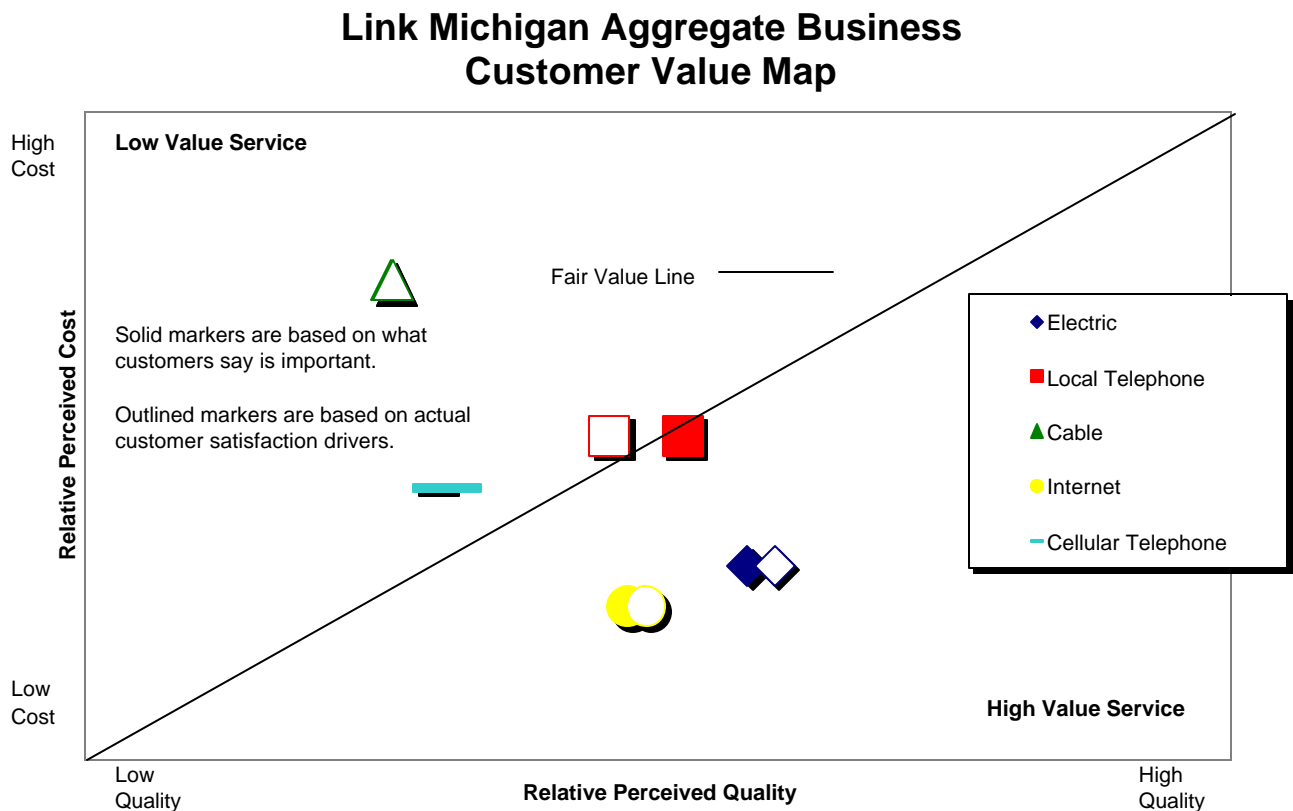 Link Michigan Aggregate Business
Customer Value Map
High
Cost
Low Value Service
Fair Value Line
Solid markers are based on what
customers say is important.
Outlined markers are based on actual
customer satisfaction drivers.
Relative Perceived Cost
Electric
Local Telephone
Cable
Internet
Cellular Telephone
Low
Cost
High Value Service
Low
Quality
Relative Perceived Quality
High
Quality